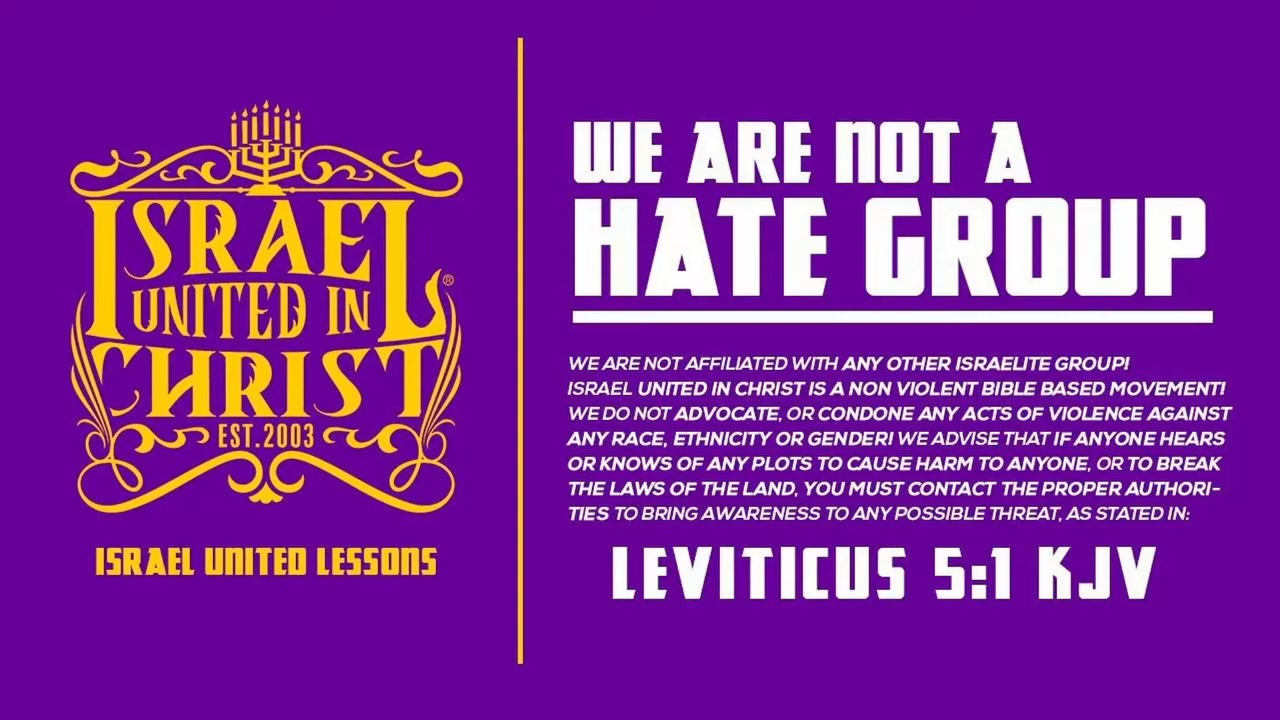 ISRAEL
UNITED IN
CHRIST
®
EST.2003
ISRAEL UNITED LESSONS
WE ARE NOT A
HATE GROUP
WE ARE NOT AFFILIATED WITH ANY OTHER ISRAELITE GROUP!
ISRAEL UNITED IN CHRIST IS A NON VIOLENT BIBLE BASED MOVEMENT!
WE DO NOT ADVOCATE, OR CONDONE ANY ACTS OF VIOLENCE AGAINST
ANY RACE, ETHNICITY OR GENDER! WE ADVISE THAT IF ANYONE HEARS
OR KNOWS OF ANY PLOTS TO CAUSE HARM TO ANYONE, OR TO BREAK
THE LAWS OF THE LAND, YOU MUST CONTACT THE PROPER AUTHORI-
TIES TO BRING AWARENESS TO ANY POSSIBLE THREAT, AS STATED IN:
LEVITICUS 5:1 KJV